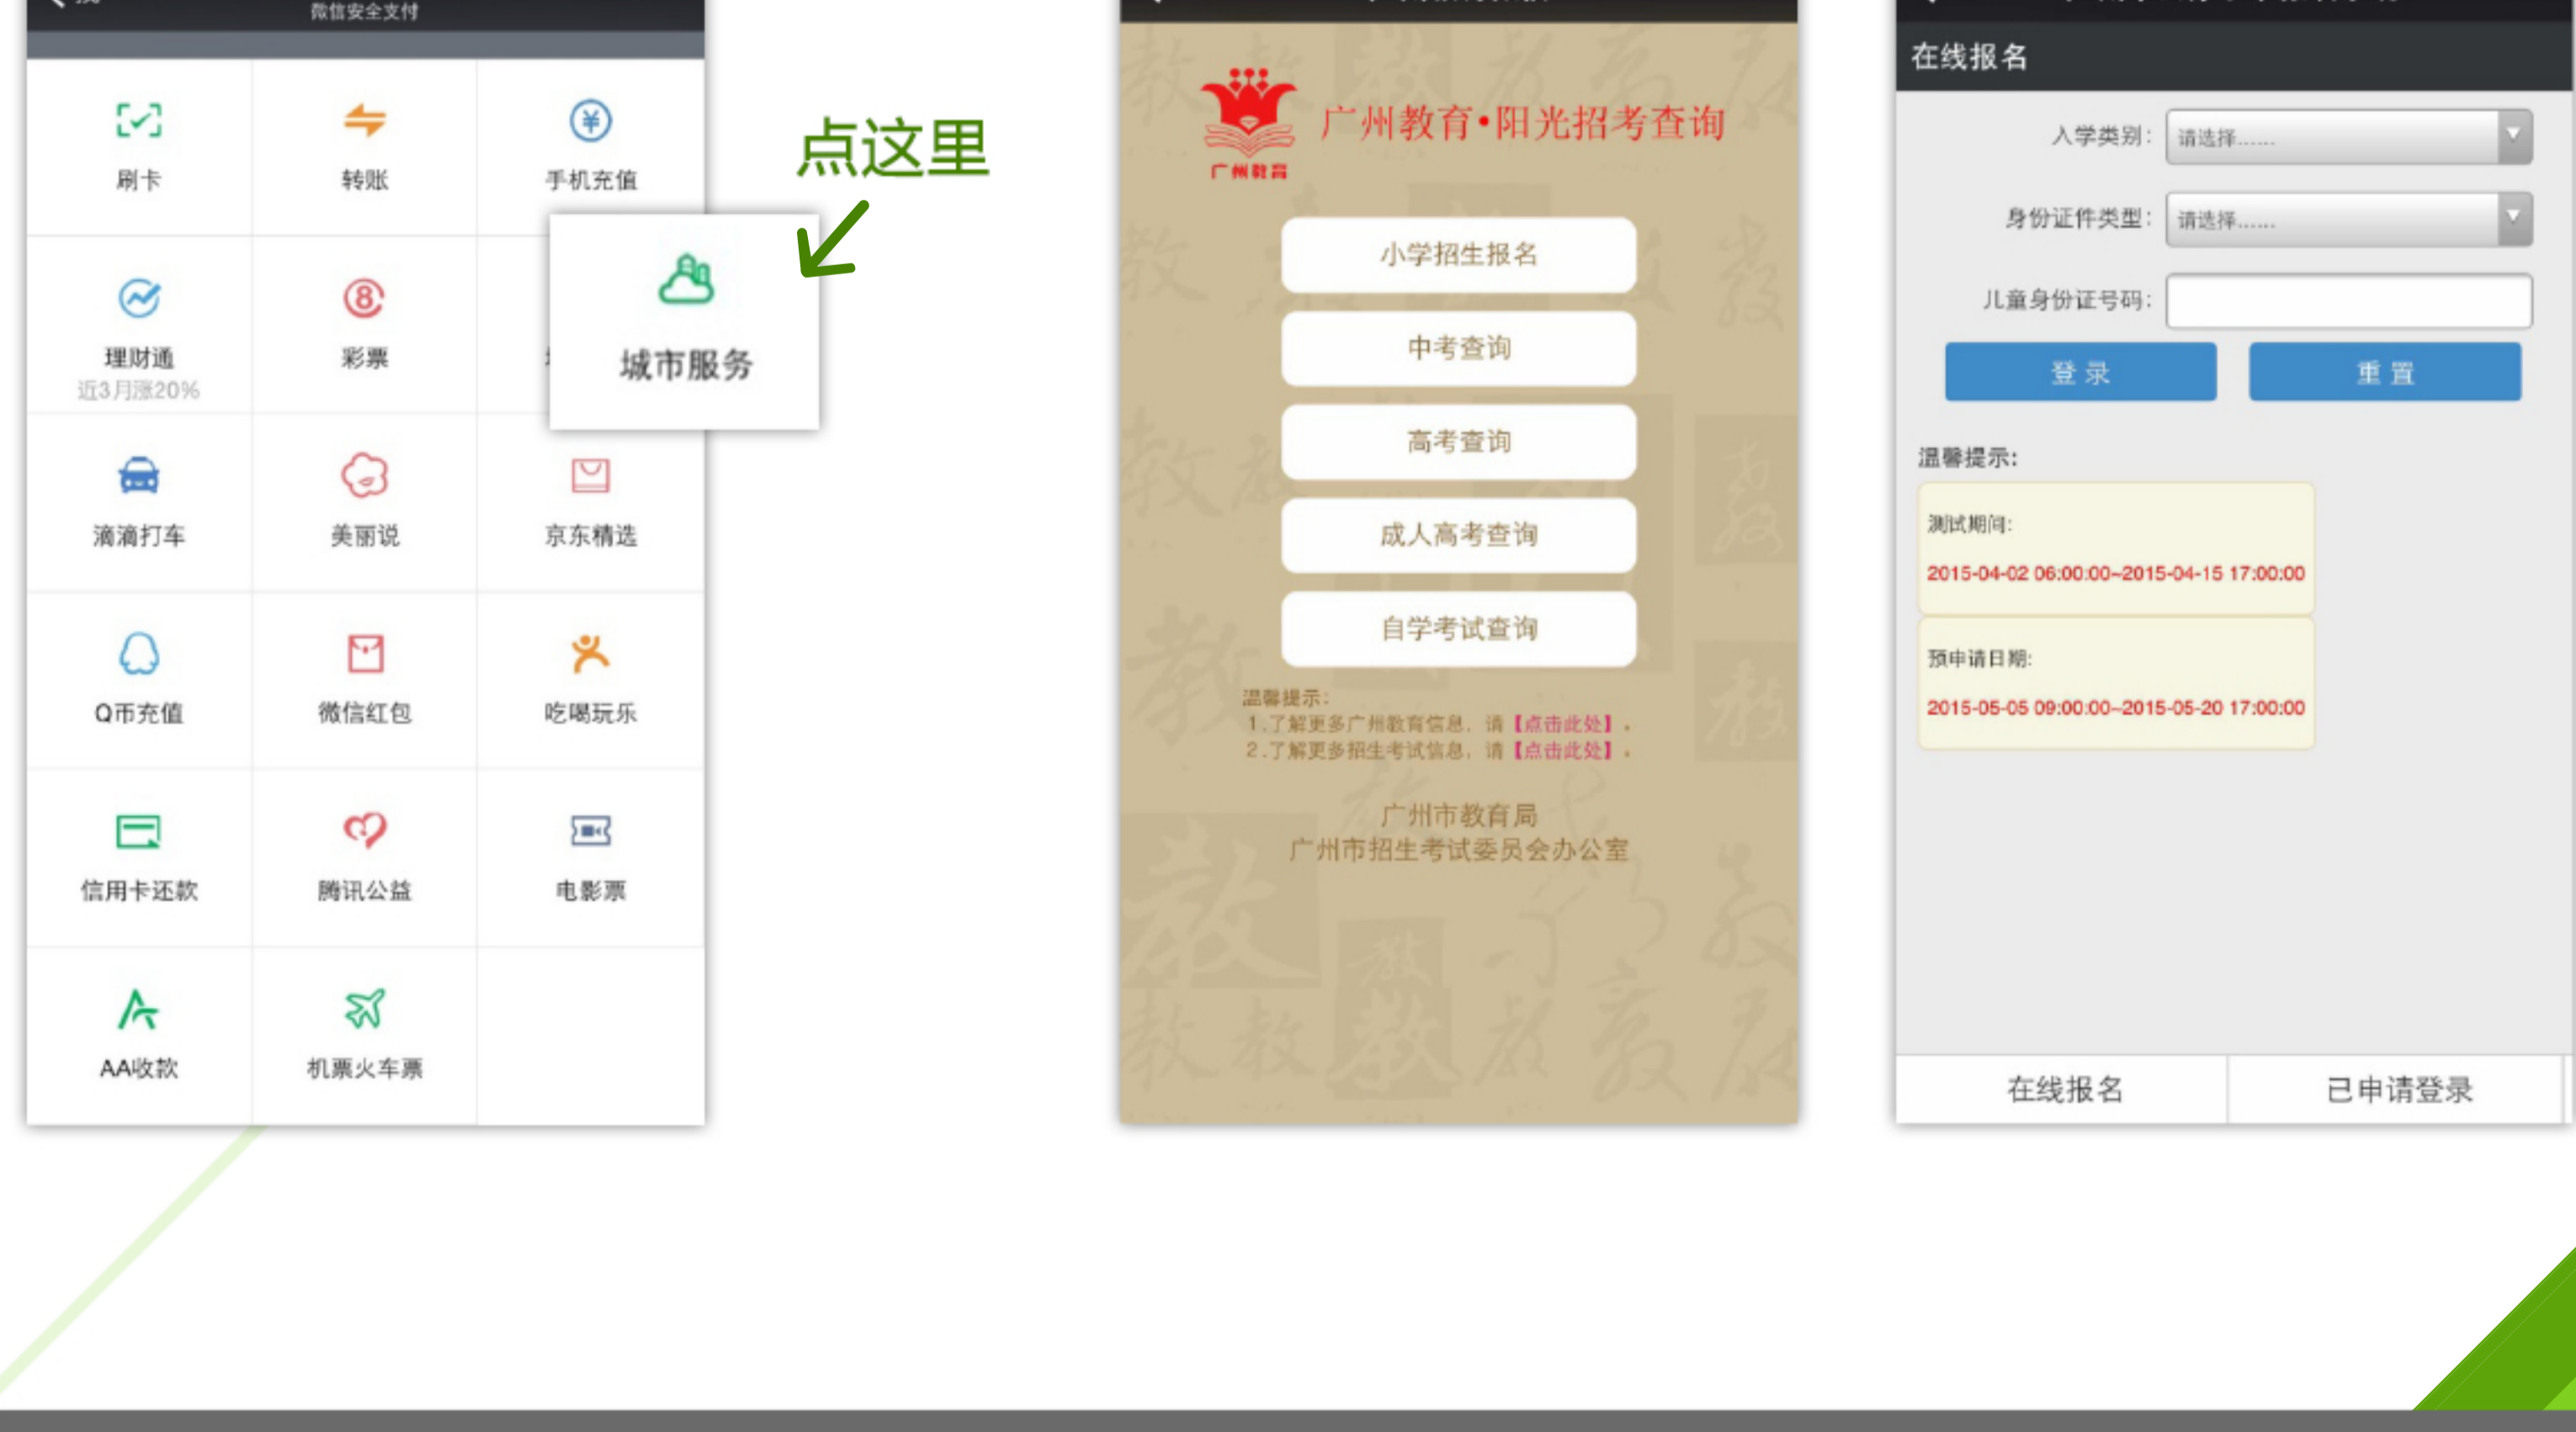 微信安全支付
刷卡
转账
手机充值
点这里
理财通
近3月涨20%
彩票
城市服务
滴滴打车
美丽说
京东精选
Q币充值
微信红包
吃喝玩乐
信用卡还款
腾讯公益
电影票
AA收款
机票火车票
广州教育
广州教育•阳光招考查询
小学招生报名
中考查询
高考查询
成人高考查询
自学考试查询
温馨提示:
1.了解更多广州教育信息，请【点击此处】。
2.了解更多招生考试信息，请【点击此处】。
广州市教育局
广州市招生考试委员会办公室
在线报名
入学类别: 请选择......
身份证件类型: 请选择......
儿童身份证号码:
登录
重置
温馨提示:
测试期间:
2015-04-02 06:00:00~2015-04-15 17:00:00
预申请日期:
2015-05-05 09:00:00~2015-05-20 17:00:00
在线报名
已申请登录